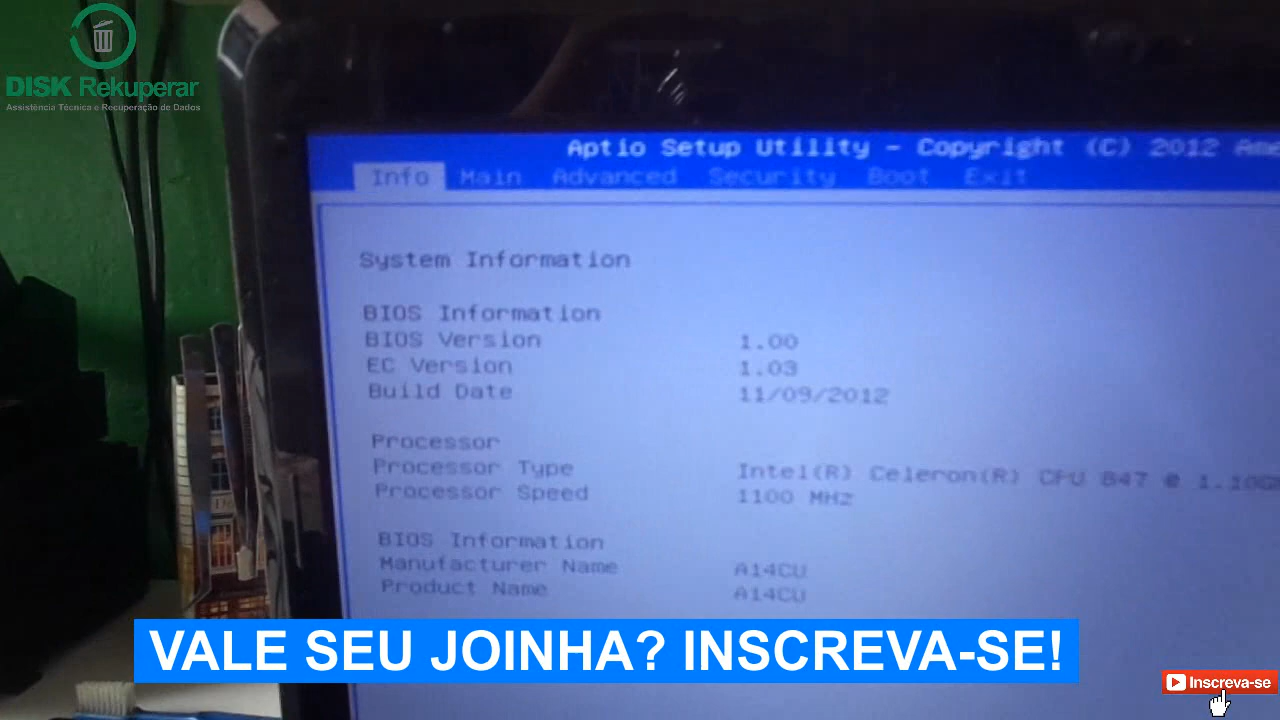 DISK Rekuperar
Assistência Técnica e Recuperação de Dados
Aptio Setup Utility - Copyright (C) 2012 Ame
Info Main Advanced Security Boot Exit
System Information
BIOS Information
BIOS Version 1.00
EC Version 1.03
Build Date 11/09/2012
Processor
Processor Type Intel(R) Celeron(R) CPU 847 @ 1.10G
Processor Speed 1100 MHz
BIOS Information
Manufacturer Name A14CU
Product Name A14CU
VALE SEU JOINHA? INSCREVA-SE!
Inscreva-se